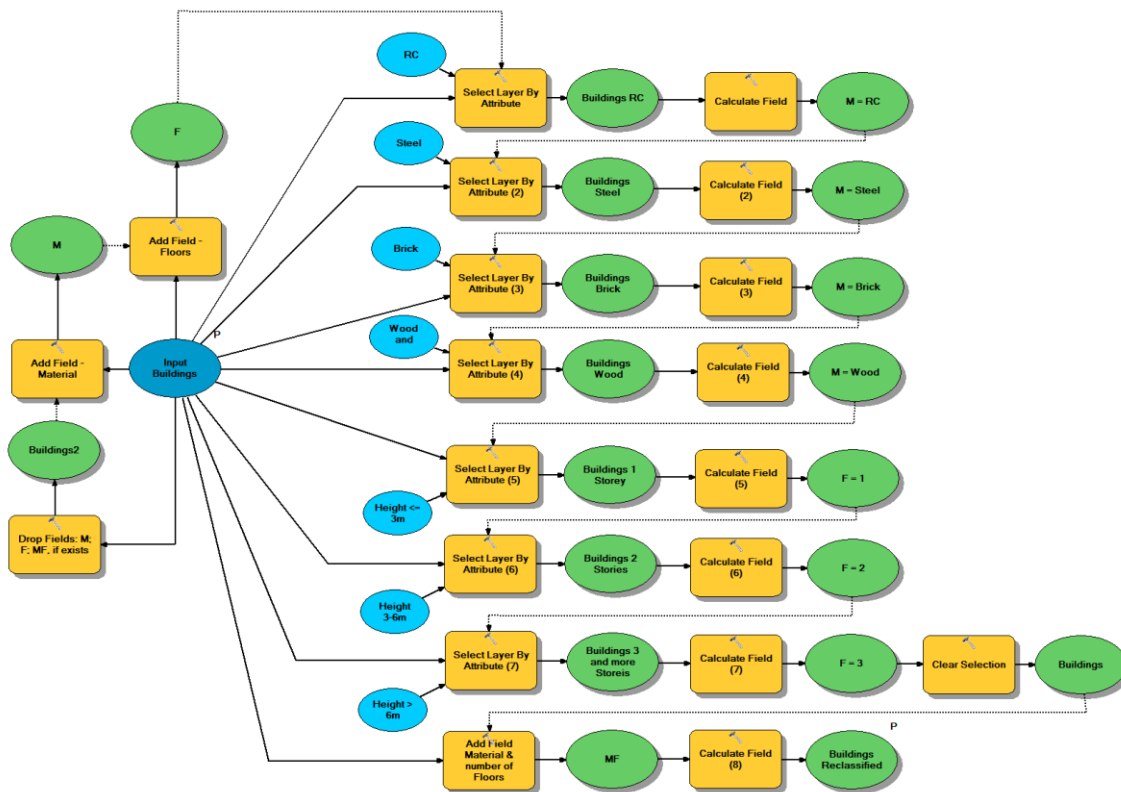 RC
Select Layer By
Attribute
Buildings RC
Calculate Field
M = RC
F
Steel
Select Layer By
Attribute (2)
Buildings
Steel
Calculate Field
(2)
M = Steel
M
Add Field -
Floors
Brick
Select Layer By
Attribute (3)
Buildings
Brick
Calculate Field
(3)
M = Brick
P
Add Field -
Material
Input
Buildings
Wood
and
Select Layer By
Attribute (4)
Buildings
Wood
Calculate Field
(4)
M = Wood
Buildings2
Select Layer By
Attribute (5)
Buildings 1
Storey
Calculate Field
(5)
F = 1
Height <=
3m
Drop Fields: M;
F; MF, if exists
Select Layer By
Attribute (6)
Buildings 2
Stories
Calculate Field
(6)
F = 2
Height
3-6m
Select Layer By
Attribute (7)
Buildings 3
and more
Storeis
Calculate Field
(7)
F = 3
Clear Selection
Buildings
Height >
6m
P
Add Field
Material &
number of
Floors
MF
Calculate Field
(8)
Buildings
Reclassified